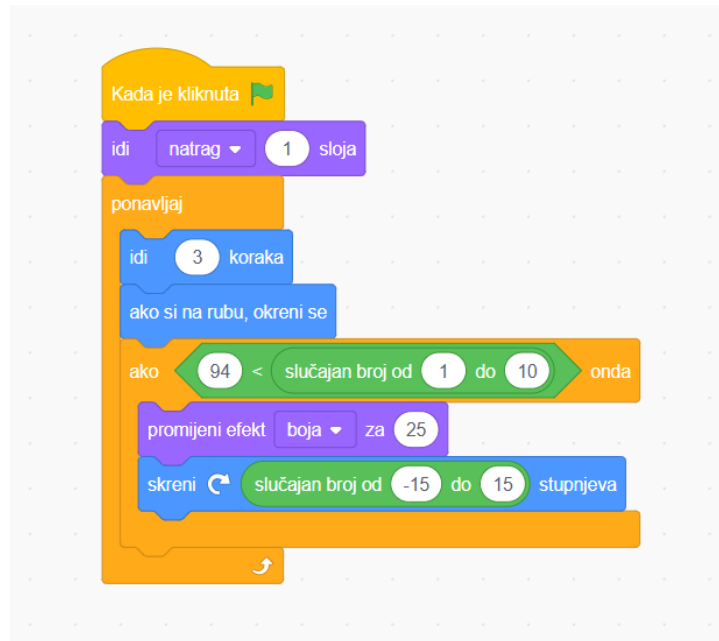 Kada je kliknuta
idi natrag 1 sloja
ponavljaj
idi 3 koraka
ako si na rubu, okreni se
ako 94 < slučajan broj od 1 do 10 onda
promijeni efekt boja za 25
skreni slučajan broj od -15 do 15 stupnjeva